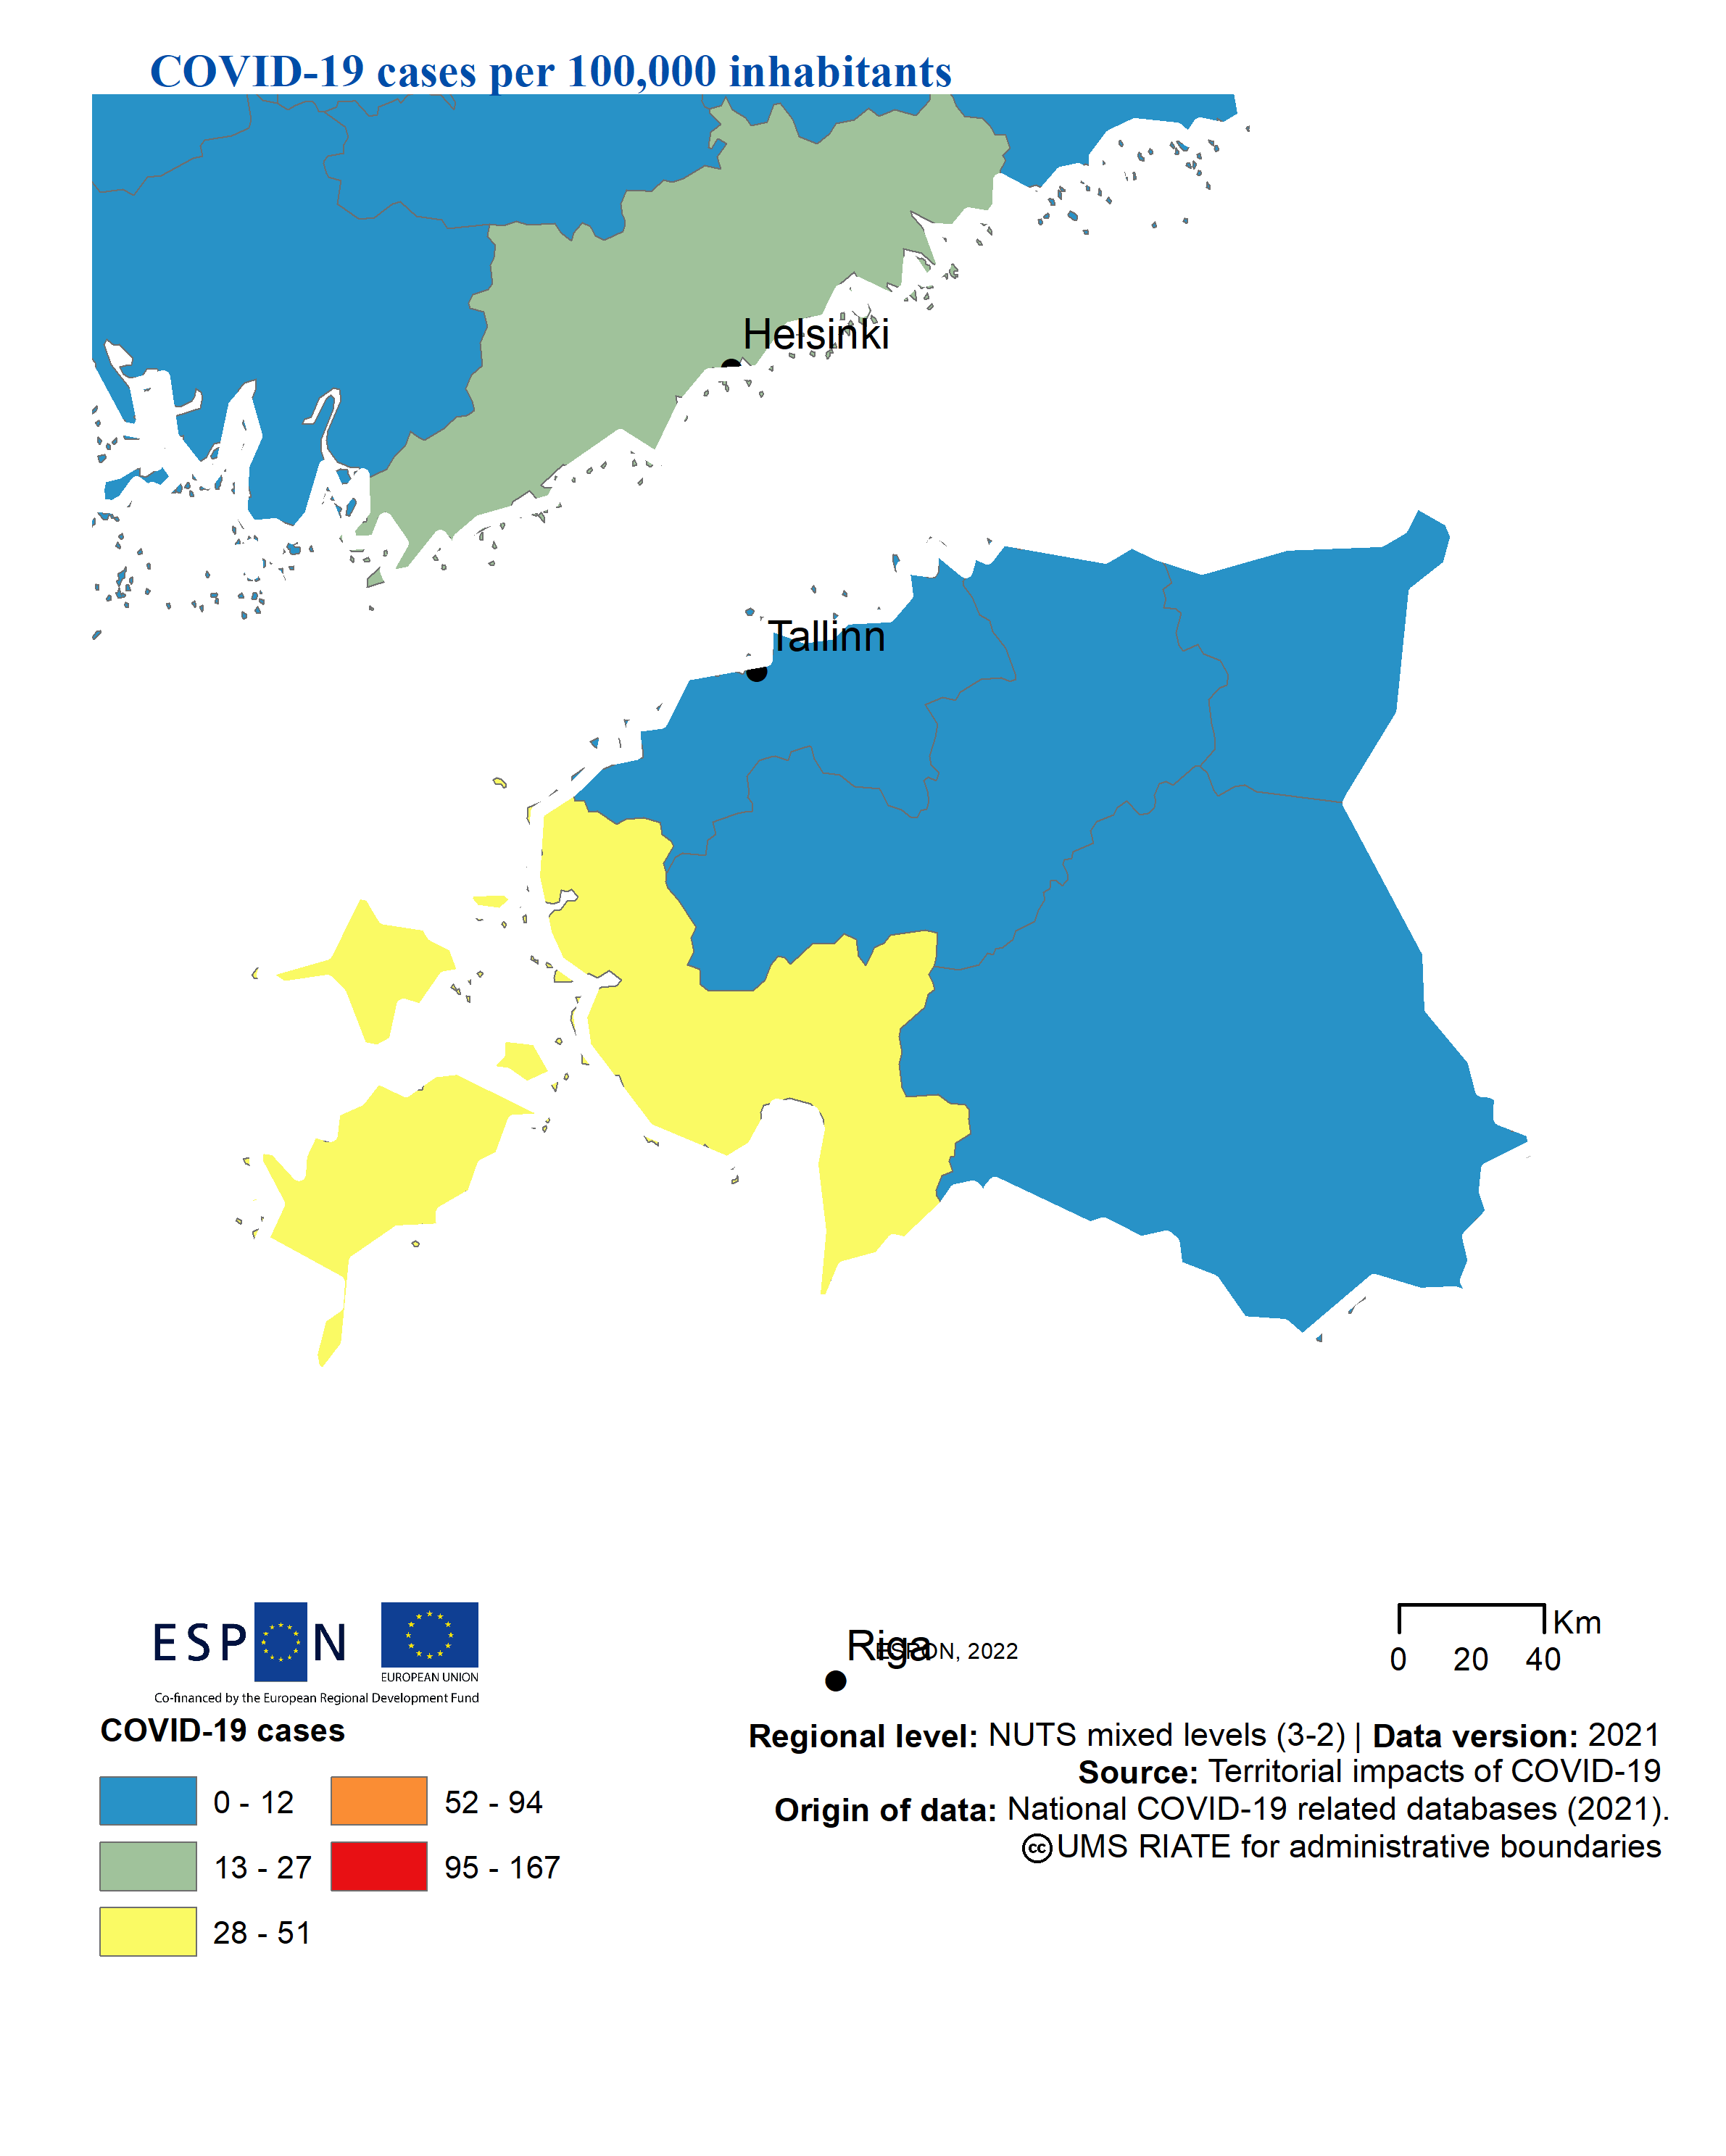 COVID-19 cases per 100,000 inhabitants
Helsinki
Tallinn
ESPON
EUROPEAN UNION
Co-financed by the European Regional Development Fund
Riga
ESPON, 2022
Km
0 20 40
COVID-19 cases
0 - 12
13 - 27
28 - 51
52 - 94
95 - 167
Regional level: NUTS mixed levels (3-2) | Data version: 2021
Source: Territorial impacts of COVID-19
Origin of data: National COVID-19 related databases (2021).
cc UMS RIATE for administrative boundaries